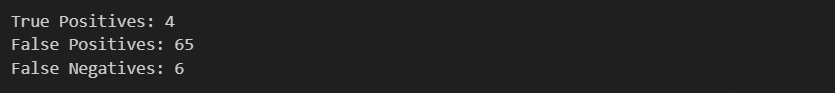 True Positives: 4
False Positives: 65
False Negatives: 6